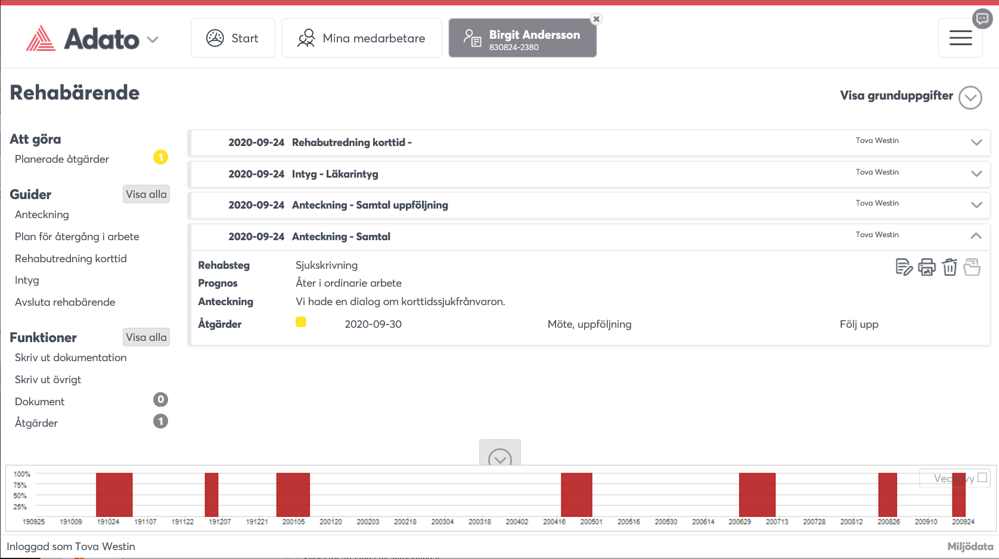 Adato
Start
Mina medarbetare
Birgit Andersson
830824-2380
Rehabärende
Visa grunduppgifter
Att göra
Planerade åtgärder 1
Guider Visa alla
Anteckning
Plan för återgång i arbete
Rehabutredning korttid
Intyg
Avsluta rehabärende
Funktioner Visa alla
Skriv ut dokumentation
Skriv ut övrigt
Dokument 0
Åtgärder 1
2020-09-24 Rehabutredning korttid - Tova Westin
2020-09-24 Intyg - Läkarintyg Tova Westin
2020-09-24 Anteckning - Samtal uppföljning Tova Westin
2020-09-24 Anteckning - Samtal Tova Westin
Rehabsteg Sjukskrivning
Prognos Åter i ordinarie arbete
Anteckning Vi hade en dialog om korttidssjukfrånvaron.
Åtgärder 2020-09-30 Möte, uppföljning Följ upp
100%
75%
50%
25%
Veckovy
190925 191009 191024 191107 191122 191207 191221 200105 200120 200203 200218 200304 200318 200402 200416 200501 200516 200530 200614 200629 200713 200728 200812 200826 200910 200924
Inloggad som Tova Westin
Miljödata